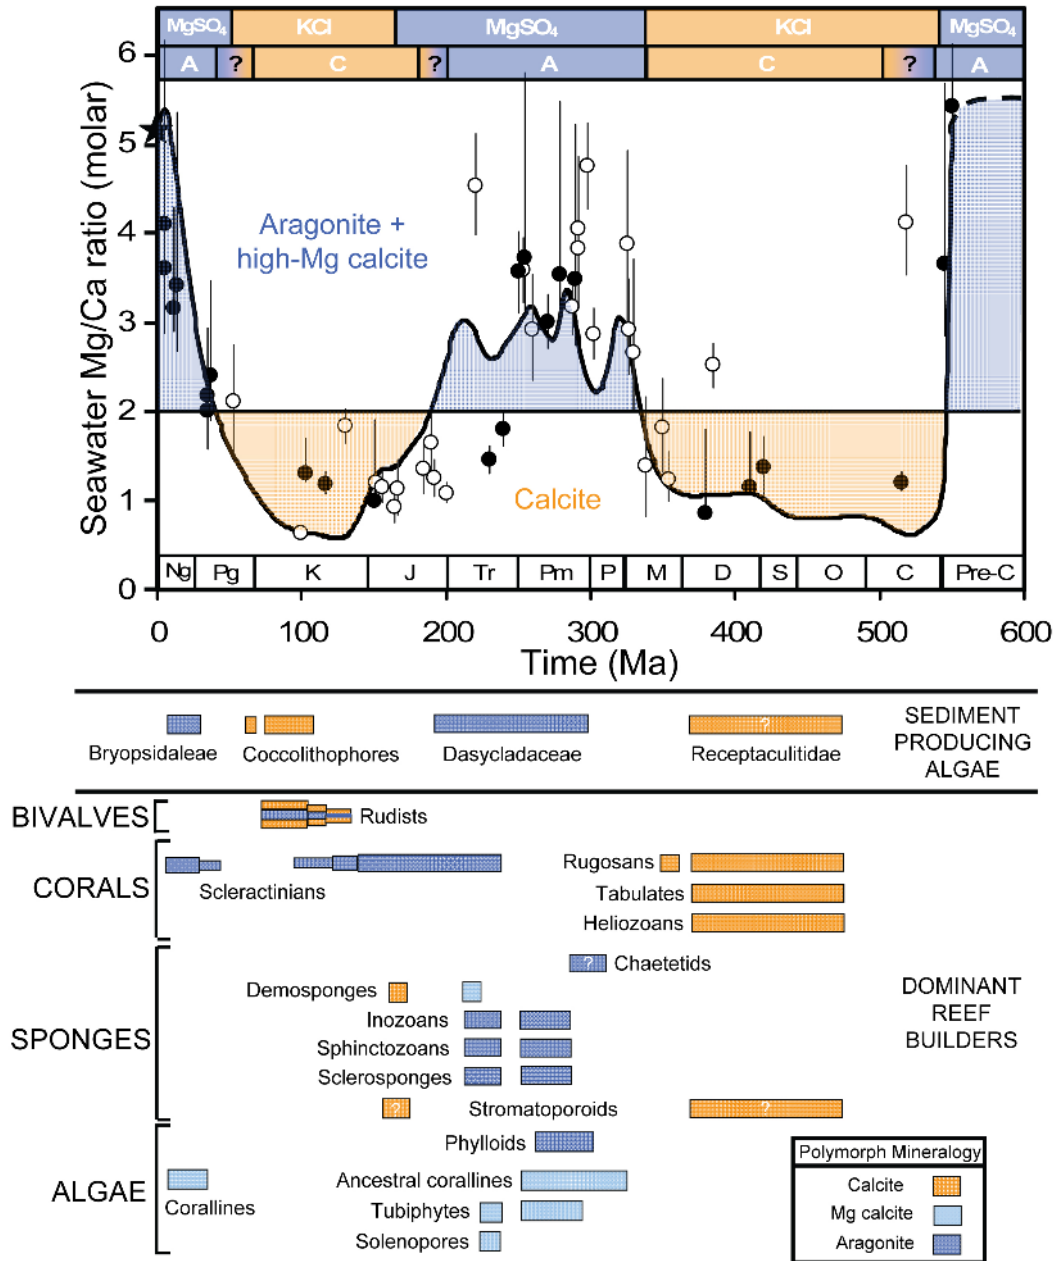 MgSO₄ KCl MgSO₄ KCl MgSO₄
A ? C ? A C ? A
Seawater Mg/Ca ratio (molar)
6
5
4
3
2
1
0
Aragonite +
high-Mg calcite
Calcite
Ng Pg K J Tr Pm P M D S O C Pre-C
0 100 200 300 400 500 600
Time (Ma)
Bryopsidaleae Coccolithophores Dasycladaceae ? Receptaculitidae
SEDIMENT
PRODUCING
ALGAE
BIVALVES
Rudists
CORALS
Scleractinians
Rugosans
Tabulates
Heliozoans
SPONGES
? Chaetetids
Demosponges
Inozoans
Sphinctozoans
Sclerosponges
? Stromatoporoids ?
DOMINANT
REEF
BUILDERS
ALGAE
Phylloids
Ancestral corallines
Corallines
Tubiphytes
Solenopores
Polymorph Mineralogy
Calcite
Mg calcite
Aragonite